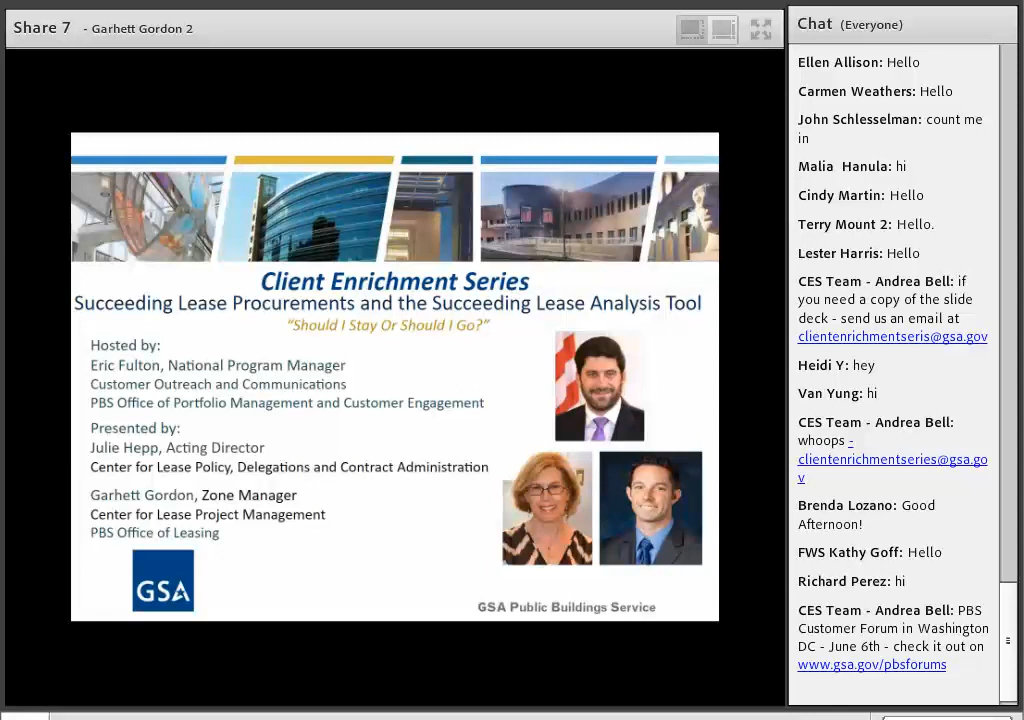 Share 7 - Garhett Gordon 2
Client Enrichment Series
Succeeding Lease Procurements and the Succeeding Lease Analysis Tool
“Should I Stay Or Should I Go?”
Hosted by:
Eric Fulton, National Program Manager
Customer Outreach and Communications
PBS Office of Portfolio Management and Customer Engagement
Presented by:
Julie Hepp, Acting Director
Center for Lease Policy, Delegations and Contract Administration
Garhett Gordon, Zone Manager
Center for Lease Project Management
PBS Office of Leasing
GSA
GSA Public Buildings Service
Chat (Everyone)
Ellen Allison: Hello
Carmen Weathers: Hello
John Schlesselman: count me
in
Malia Hanula: hi
Cindy Martin: Hello
Terry Mount 2: Hello.
Lester Harris: Hello
CES Team - Andrea Bell: if
you need a copy of the slide
deck - send us an email at
clientenrichmentseris@gsa.gov
Heidi Y: hey
Van Yung: hi
CES Team - Andrea Bell:
whoops -
clientenrichmentseries@gsa.go
v
Brenda Lozano: Good
Afternoon!
FWS Kathy Goff: Hello
Richard Perez: hi
CES Team - Andrea Bell: PBS
Customer Forum in Washington
DC - June 6th - check it out on
www.gsa.gov/pbsforums